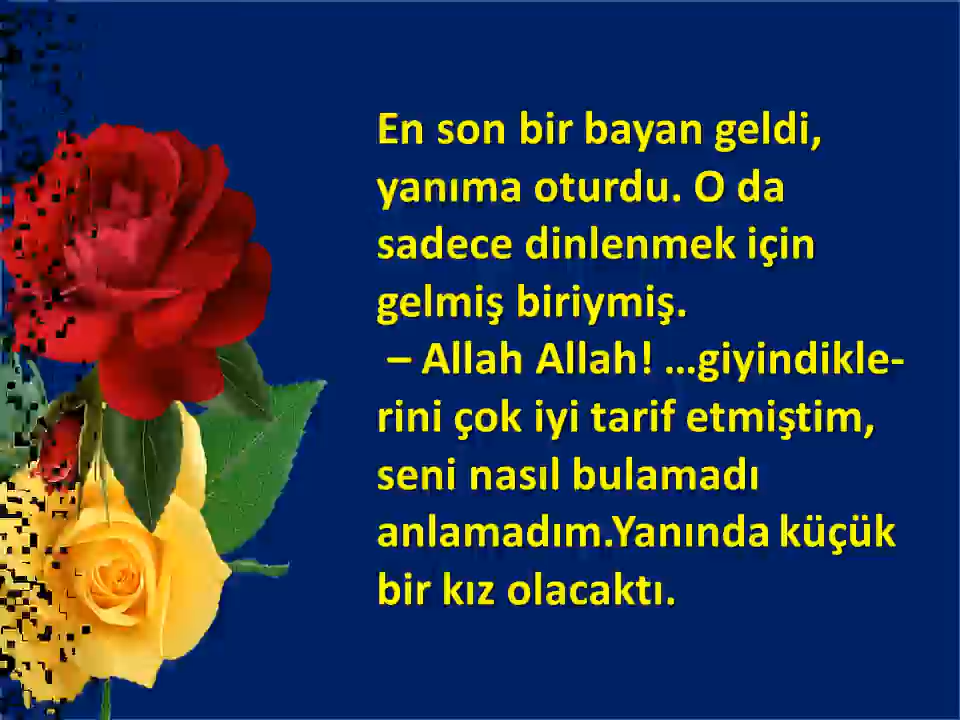 En son bir bayan geldi,
yanıma oturdu. O da
sadece dinlenmek için
gelmiş biriymiş.
– Allah Allah! …giyindikle-
rini çok iyi tarif etmiştim,
seni nasıl bulamadı
anlamadım.Yanında küçük
bir kız olacaktı.